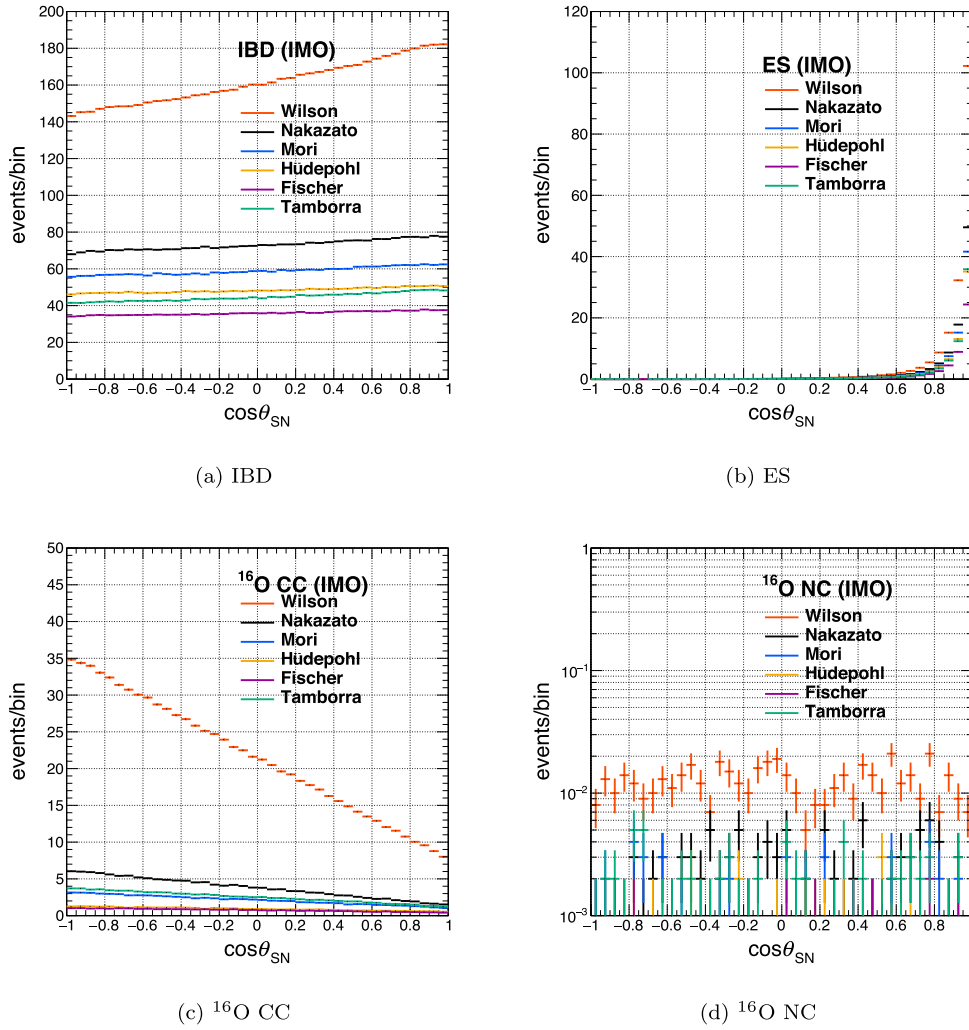 IBD (IMO)
Wilson
Nakazato
Mori
Hüdepohl
Fischer
Tamborra
events/bin
200
180
160
140
120
100
80
60
40
20
0
−1 −0.8 −0.6 −0.4 −0.2 0 0.2 0.4 0.6 0.8 1
cosθSN
(a) IBD
ES (IMO)
Wilson
Nakazato
Mori
Hüdepohl
Fischer
Tamborra
events/bin
120
100
80
60
40
20
0
−1 −0.8 −0.6 −0.4 −0.2 0 0.2 0.4 0.6 0.8 1
cosθSN
(b) ES
16O CC (IMO)
Wilson
Nakazato
Mori
Hüdepohl
Fischer
Tamborra
events/bin
50
45
40
35
30
25
20
15
10
5
0
−1 −0.8 −0.6 −0.4 −0.2 0 0.2 0.4 0.6 0.8 1
cosθSN
(c) 16O CC
16O NC (IMO)
Wilson
Nakazato
Mori
Hüdepohl
Fischer
Tamborra
events/bin
1
10−1
10−2
10−3
−1 −0.8 −0.6 −0.4 −0.2 0 0.2 0.4 0.6 0.8 1
cosθSN
(d) 16O NC